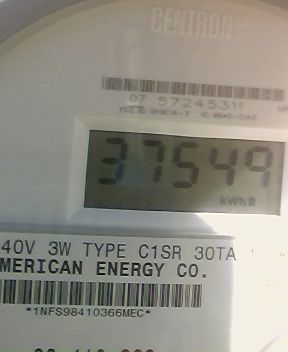 CENTRON
07 57245311
37549
kWh
40V 3W TYPE C1SR 30TA
MERICAN ENERGY CO.
*1NFS98410366MEC*